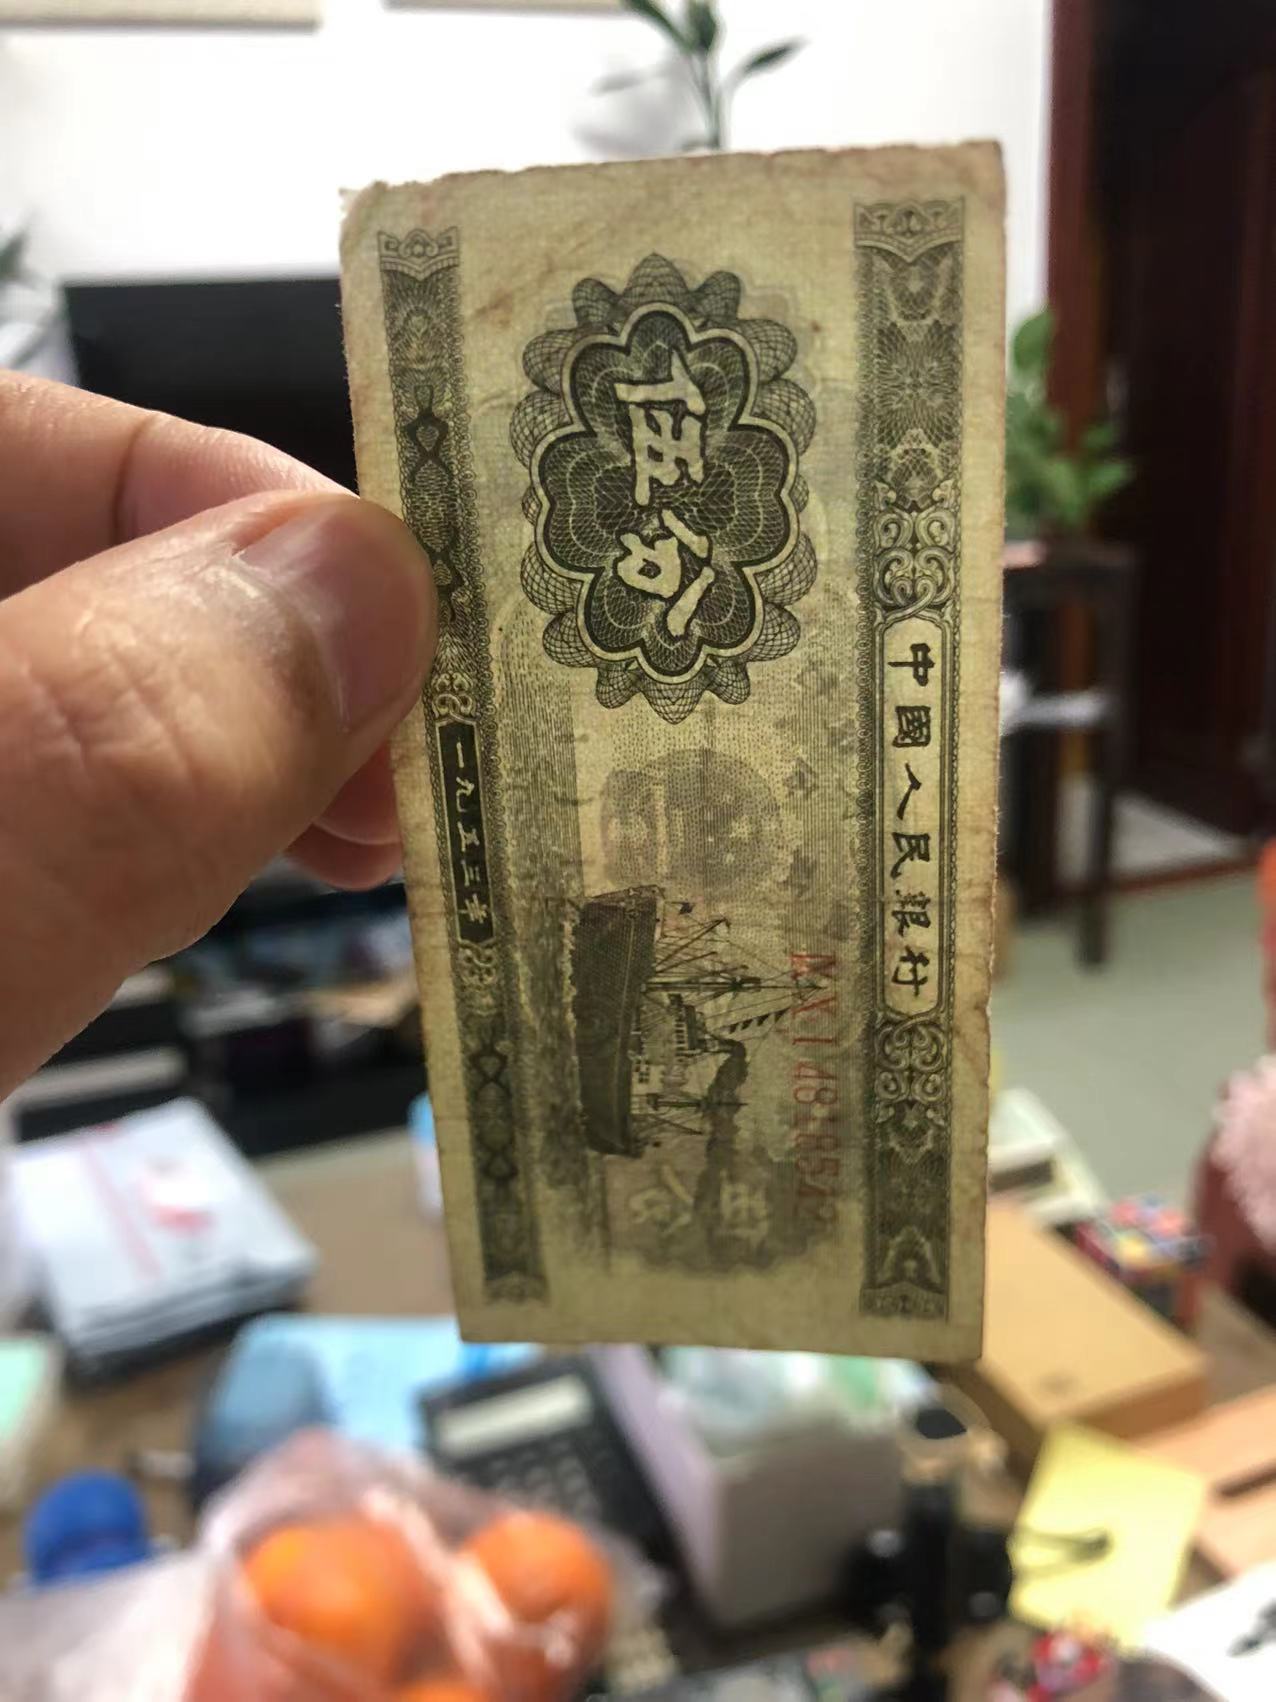 中國人民銀行
伍分
一九五三年